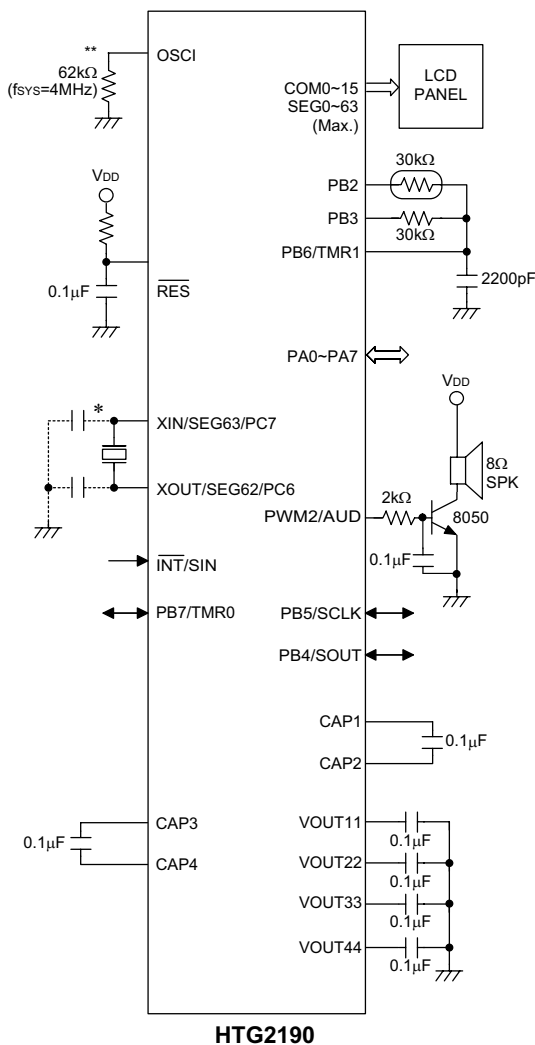 **
OSCI
62kΩ
(fSYS=4MHz)
COM0~15
SEG0~63
(Max.)
LCD
PANEL
30kΩ
VDD
PB2
PB3
30kΩ
PB6/TMR1
2200pF
0.1μF
RES
PA0~PA7
VDD
*
XIN/SEG63/PC7
8Ω
SPK
XOUT/SEG62/PC6
2kΩ
PWM2/AUD
8050
0.1μF
INT/SIN
PB7/TMR0
PB5/SCLK
PB4/SOUT
CAP1
0.1μF
CAP2
CAP3
0.1μF
CAP4
VOUT11
0.1μF
VOUT22
0.1μF
VOUT33
0.1μF
VOUT44
0.1μF
HTG2190